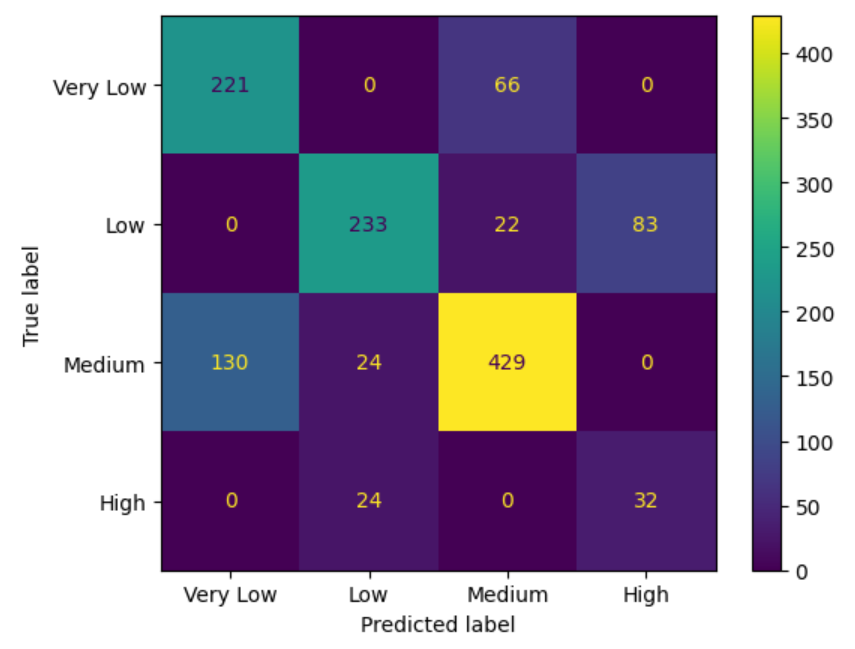 Very Low 221 0 66 0
Low 0 233 22 83
Medium 130 24 429 0
High 0 24 0 32
Very Low Low Medium High
Predicted label
True label
400
350
300
250
200
150
100
50
0